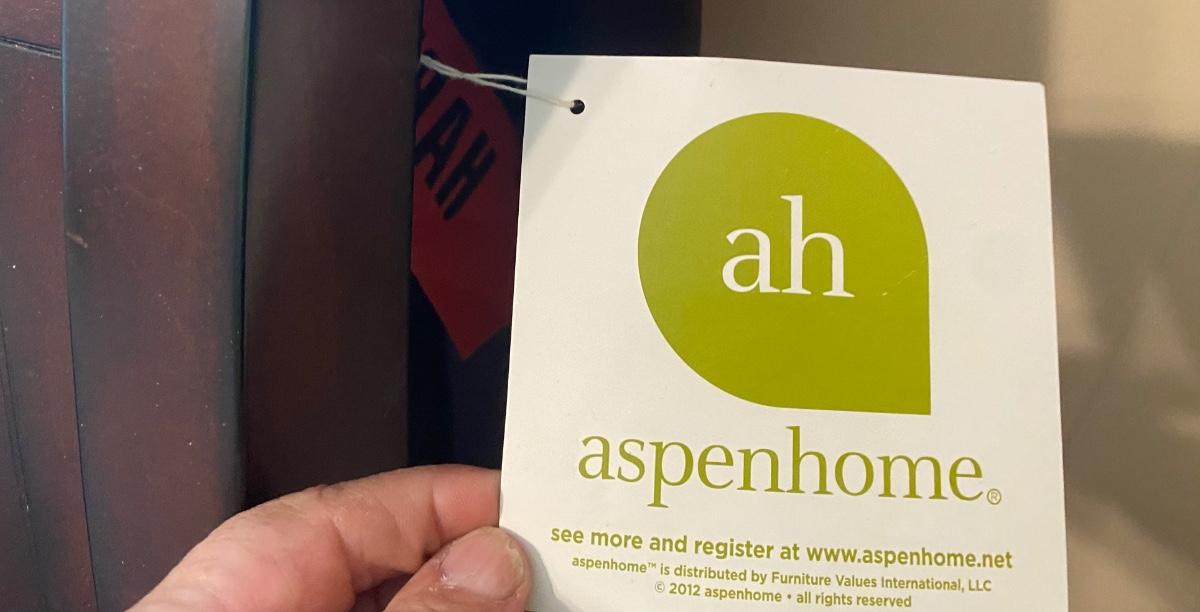 AH
ah
aspenhome®
see more and register at www.aspenhome.net
aspenhome™ is distributed by Furniture Values International, LLC
© 2012 aspenhome • all rights reserved